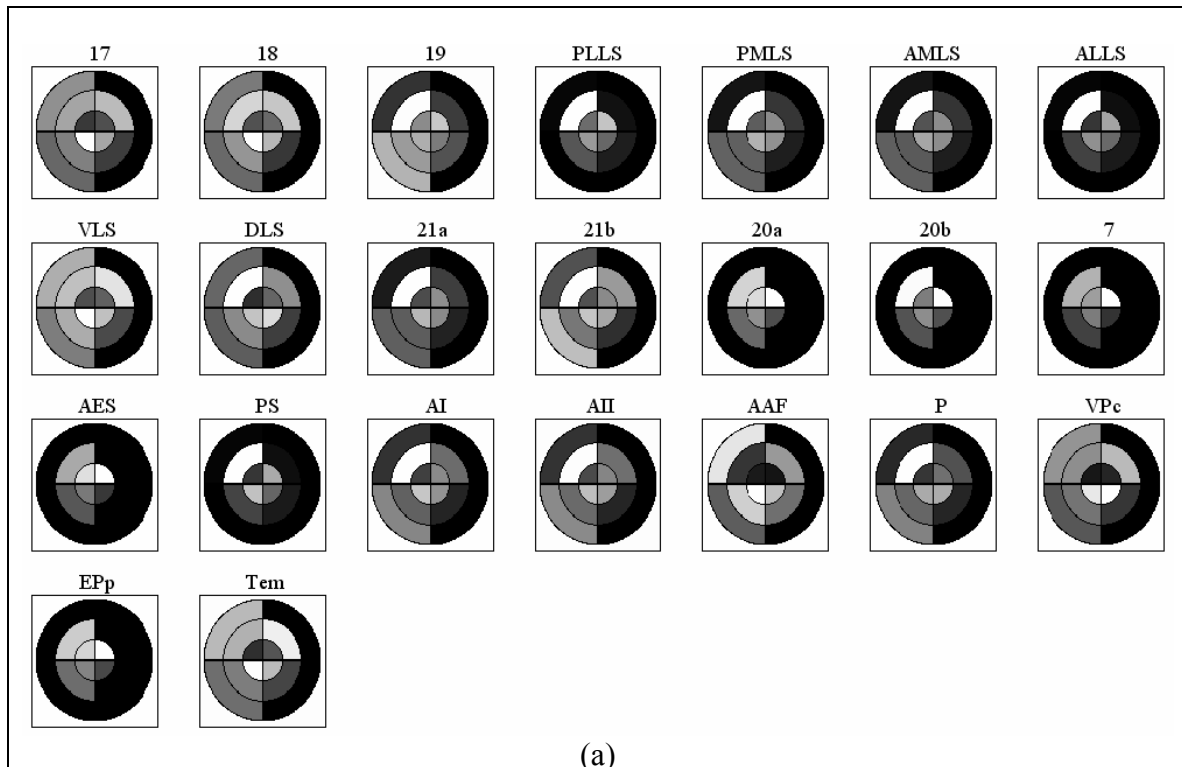 17 18 19 PLLS PMLS AMLS ALLS
VLS DLS 21a 21b 20a 20b 7
AES PS AI AII AAF P VPc
EPp Tem
(a)